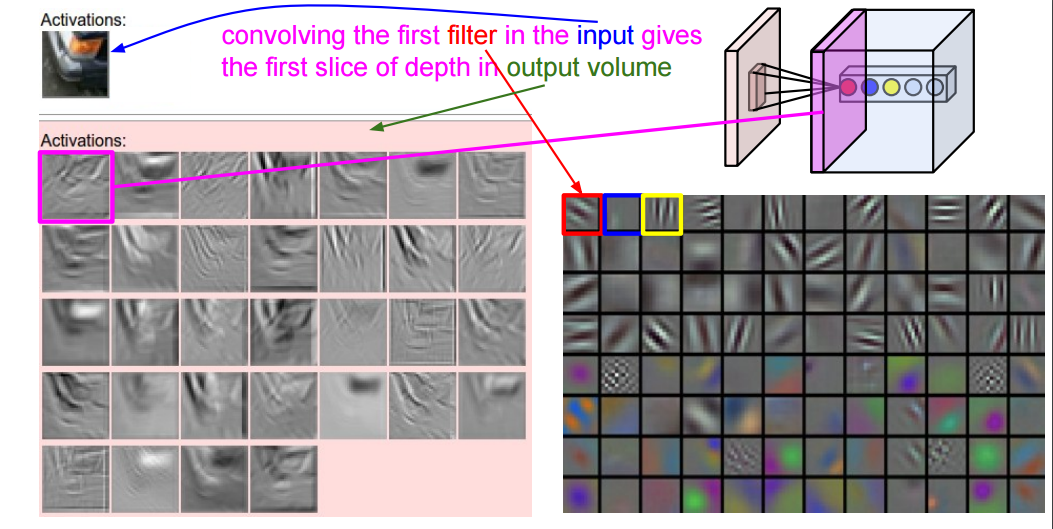 Activations:
convolving the first filter in the input gives
the first slice of depth in output volume
Activations: